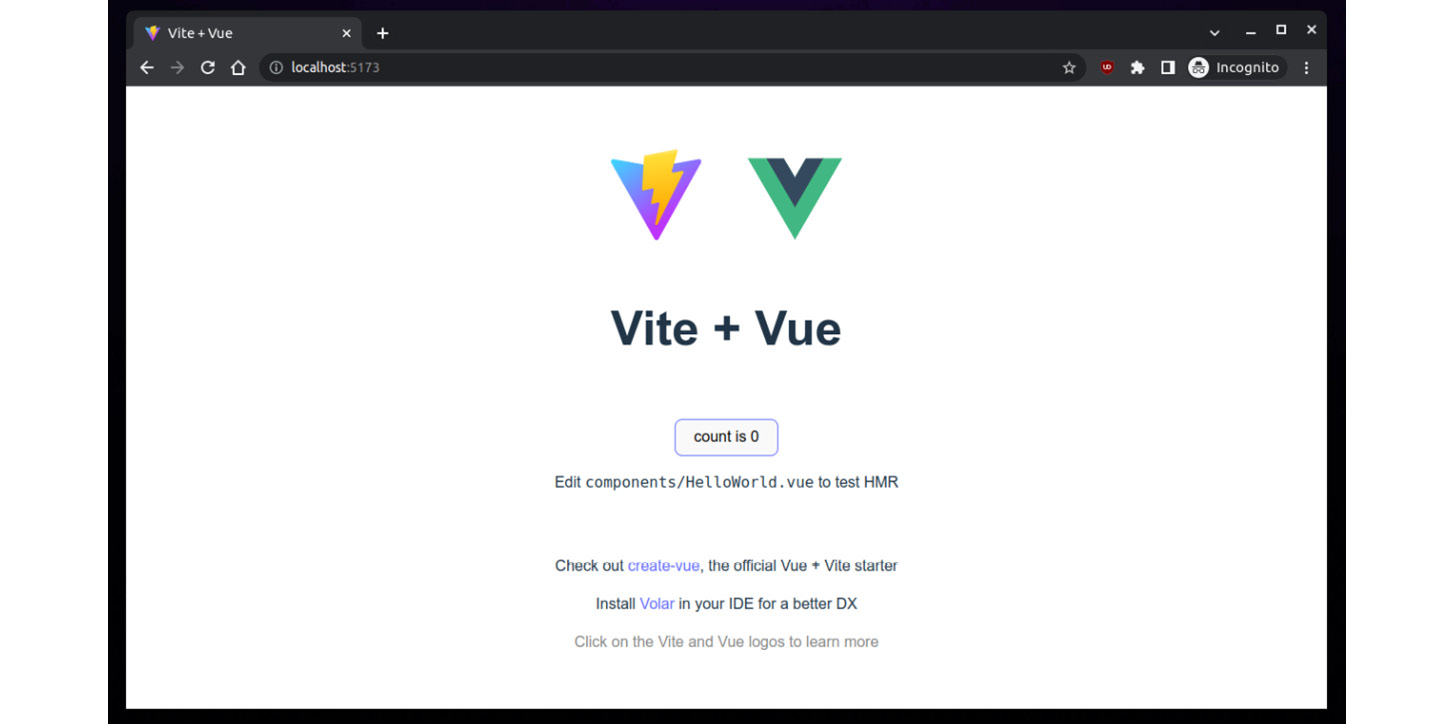 Vite + Vue
localhost:5173
Incognito
Vite + Vue
count is 0
Edit components/HelloWorld.vue to test HMR
Check out create-vue, the official Vue + Vite starter
Install Volar in your IDE for a better DX
Click on the Vite and Vue logos to learn more